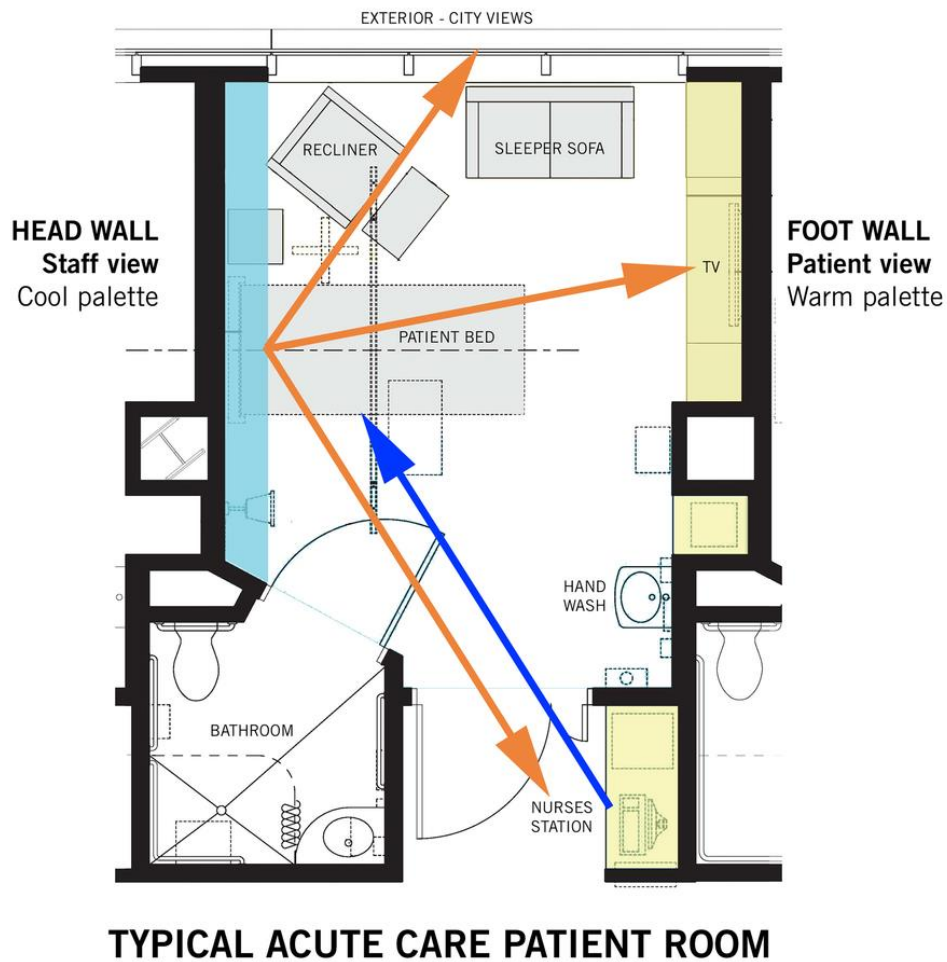 EXTERIOR - CITY VIEWS
RECLINER
SLEEPER SOFA
HEAD WALL
Staff view
Cool palette
FOOT WALL
Patient view
Warm palette
TV
PATIENT BED
HAND
WASH
BATHROOM
NURSES
STATION
TYPICAL ACUTE CARE PATIENT ROOM